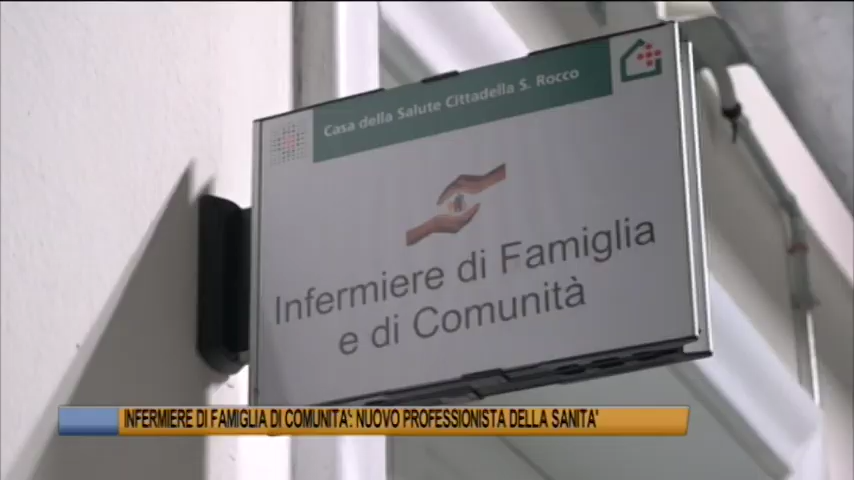 Casa della Salute Cittadella S. Rocco
Infermiere di Famiglia
e di Comunità
INFERMIERE DI FAMIGLIA DI COMUNITA': NUOVO PROFESSIONISTA DELLA SANITA'